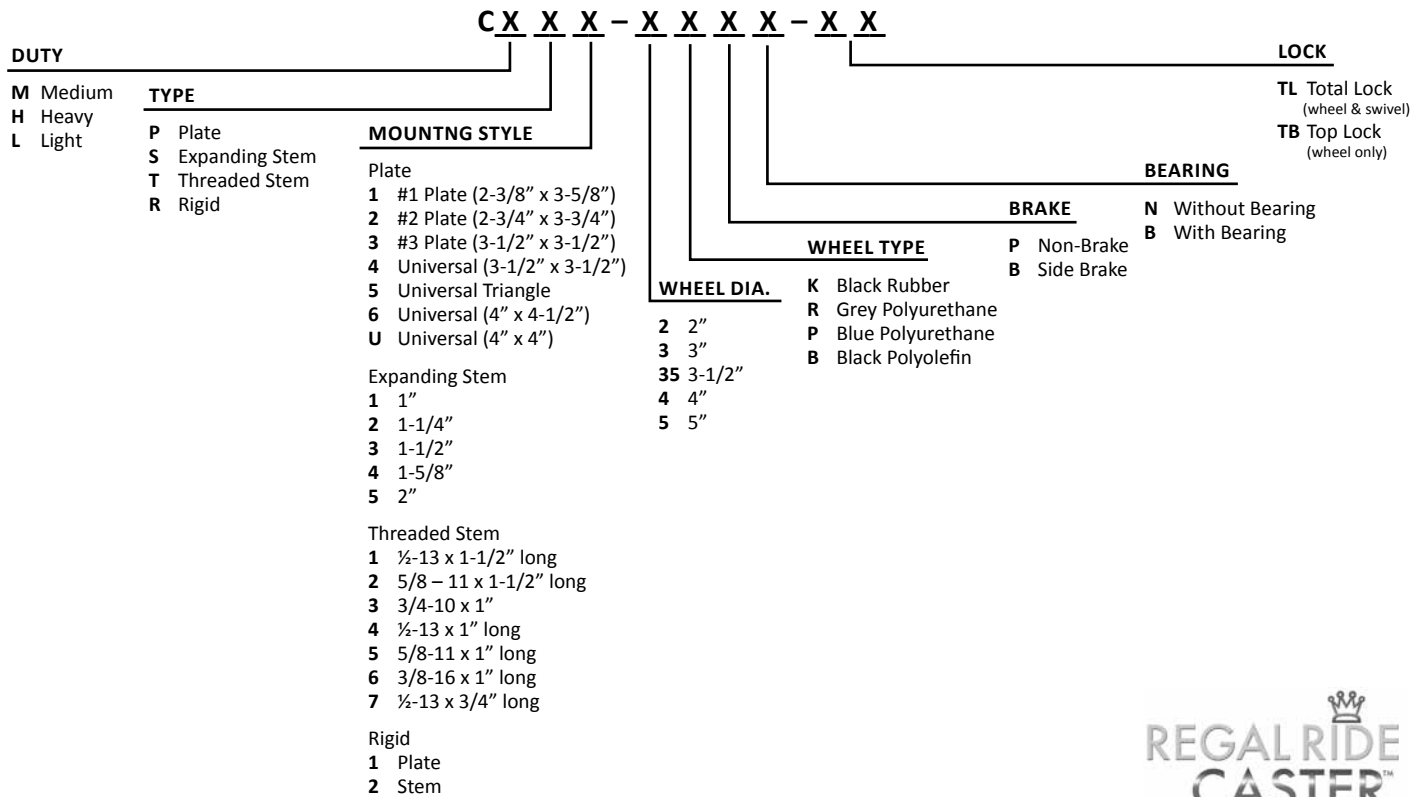 C X X X – X X X X – X X
DUTY
M Medium
H Heavy
L Light
TYPE
P Plate
S Expanding Stem
T Threaded Stem
R Rigid
MOUNTNG STYLE
Plate
1 #1 Plate (2-3/8” x 3-5/8”)
2 #2 Plate (2-3/4” x 3-3/4”)
3 #3 Plate (3-1/2” x 3-1/2”)
4 Universal (3-1/2” x 3-1/2”)
5 Universal Triangle
6 Universal (4” x 4-1/2”)
U Universal (4” x 4”)
Expanding Stem
1 1”
2 1-1/4”
3 1-1/2”
4 1-5/8”
5 2”
Threaded Stem
1 ½-13 x 1-1/2” long
2 5/8 – 11 x 1-1/2” long
3 3/4-10 x 1”
4 ½-13 x 1” long
5 5/8-11 x 1” long
6 3/8-16 x 1” long
7 ½-13 x 3/4” long
Rigid
1 Plate
2 Stem
WHEEL DIA.
2 2”
3 3”
35 3-1/2”
4 4”
5 5”
WHEEL TYPE
K Black Rubber
R Grey Polyurethane
P Blue Polyurethane
B Black Polyolefin
BRAKE
P Non-Brake
B Side Brake
BEARING
N Without Bearing
B With Bearing
LOCK
TL Total Lock
(wheel & swivel)
TB Top Lock
(wheel only)
REGAL RIDE
CASTER™